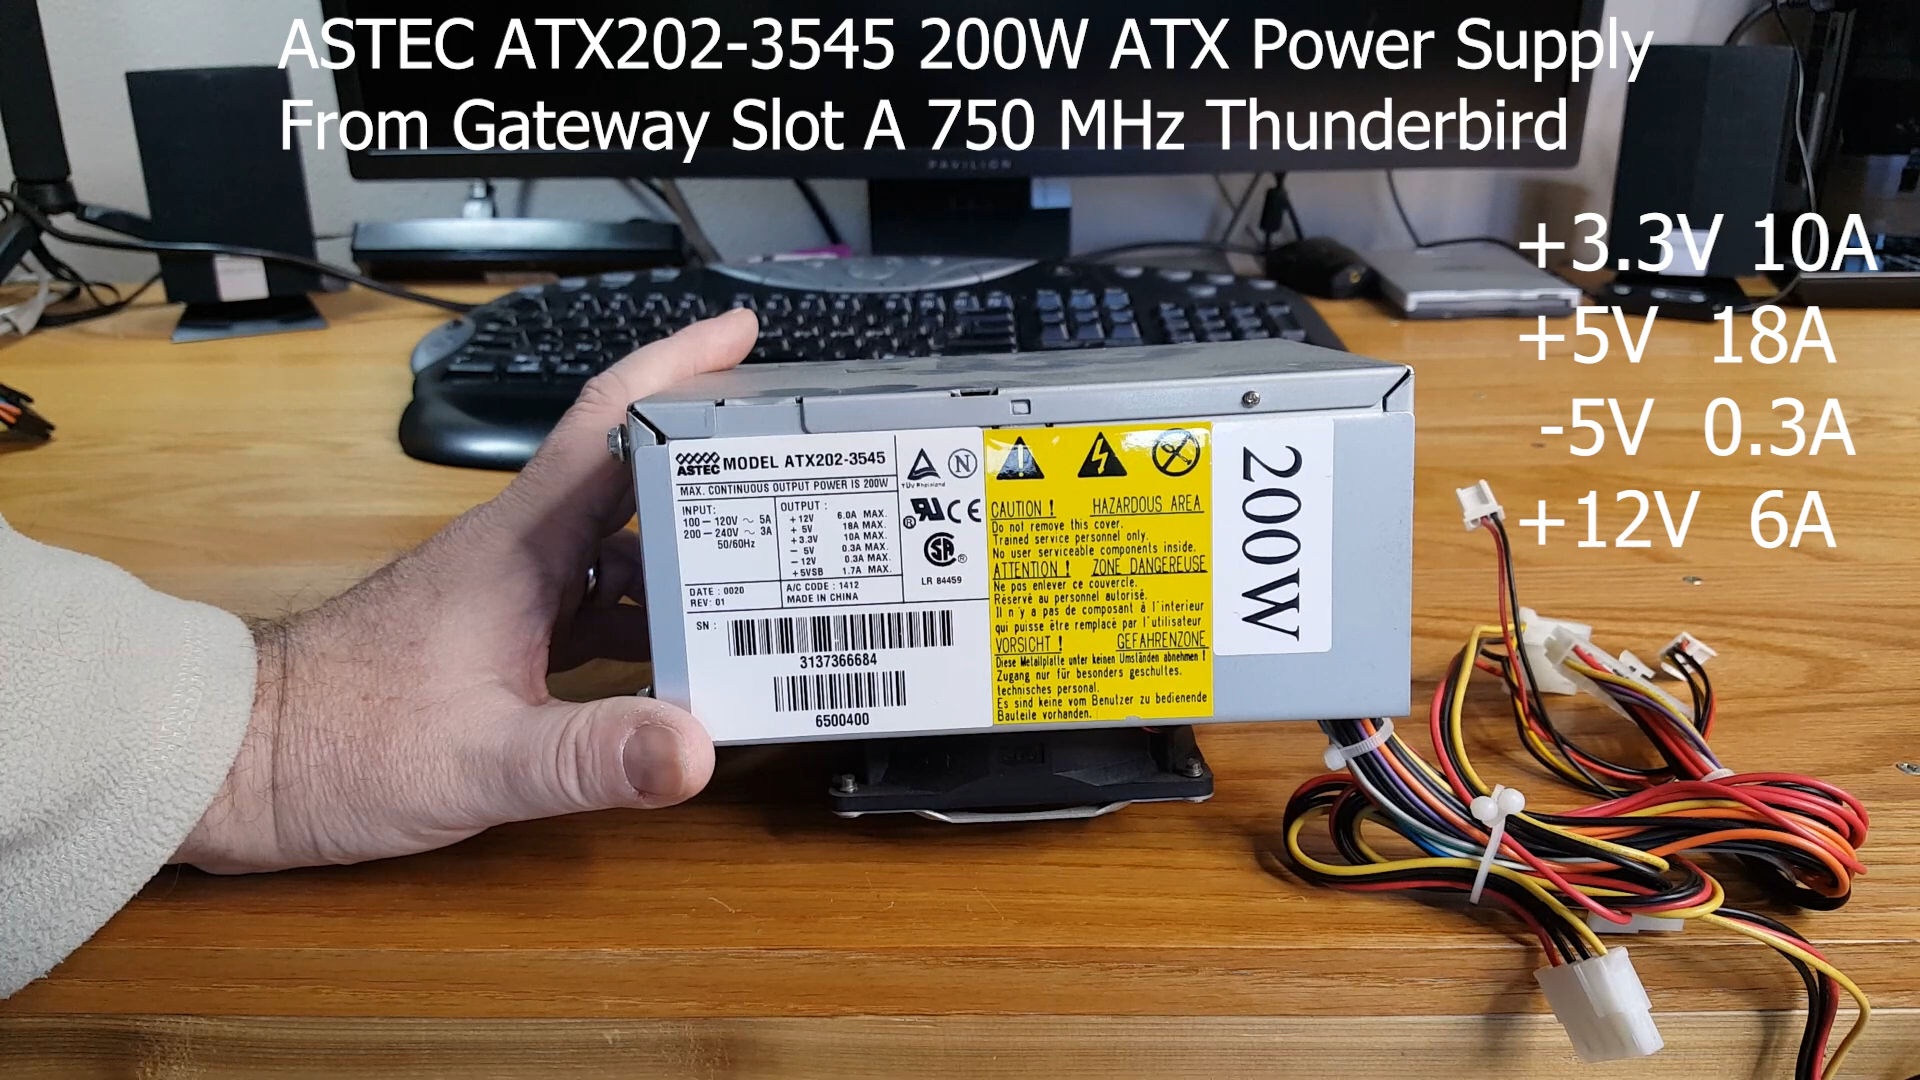 ASTEC ATX202-3545 200W ATX Power Supply
From Gateway Slot A 750 MHz Thunderbird
PAVILION
+3.3V 10A
+5V 18A
-5V 0.3A
+12V 6A
ASTEC MODEL ATX202-3545
MAX. CONTINUOUS OUTPUT POWER IS 200W
INPUT:
100-120V ~ 5A
200-240V ~ 3A
50/60Hz
OUTPUT:
+12V 6.0A MAX.
+5V 18A MAX.
+3.3V 10A MAX.
-5V 0.3A MAX.
-12V 0.3A MAX.
+5VSB 1.7A MAX.
DATE : 0020
REV: 01
A/C CODE : 1412
MADE IN CHINA
SN :
3137366684
6500400
TÜV Rheinland
N
® RU CE
SA ®
LR 84459
CAUTION ! HAZARDOUS AREA
Do not remove this cover.
Trained service personnel only.
No user serviceable components inside.
ATTENTION ! ZONE DANGEREUSE
Ne pas enlever ce couvercle.
Réservé au personnel autorisé.
Il n'y a pas de composant à l'interieur
qui puisse être remplacé par l'utilisateur
VORSICHT ! GEFAHRENZONE
Diese Metallplatte unter keinen Umständen abnehmen !
Zugang nur für besonders geschultes.
technisches personal.
Es sind keine vom Benutzer zu bedienende
Bauteile vorhanden.
200W